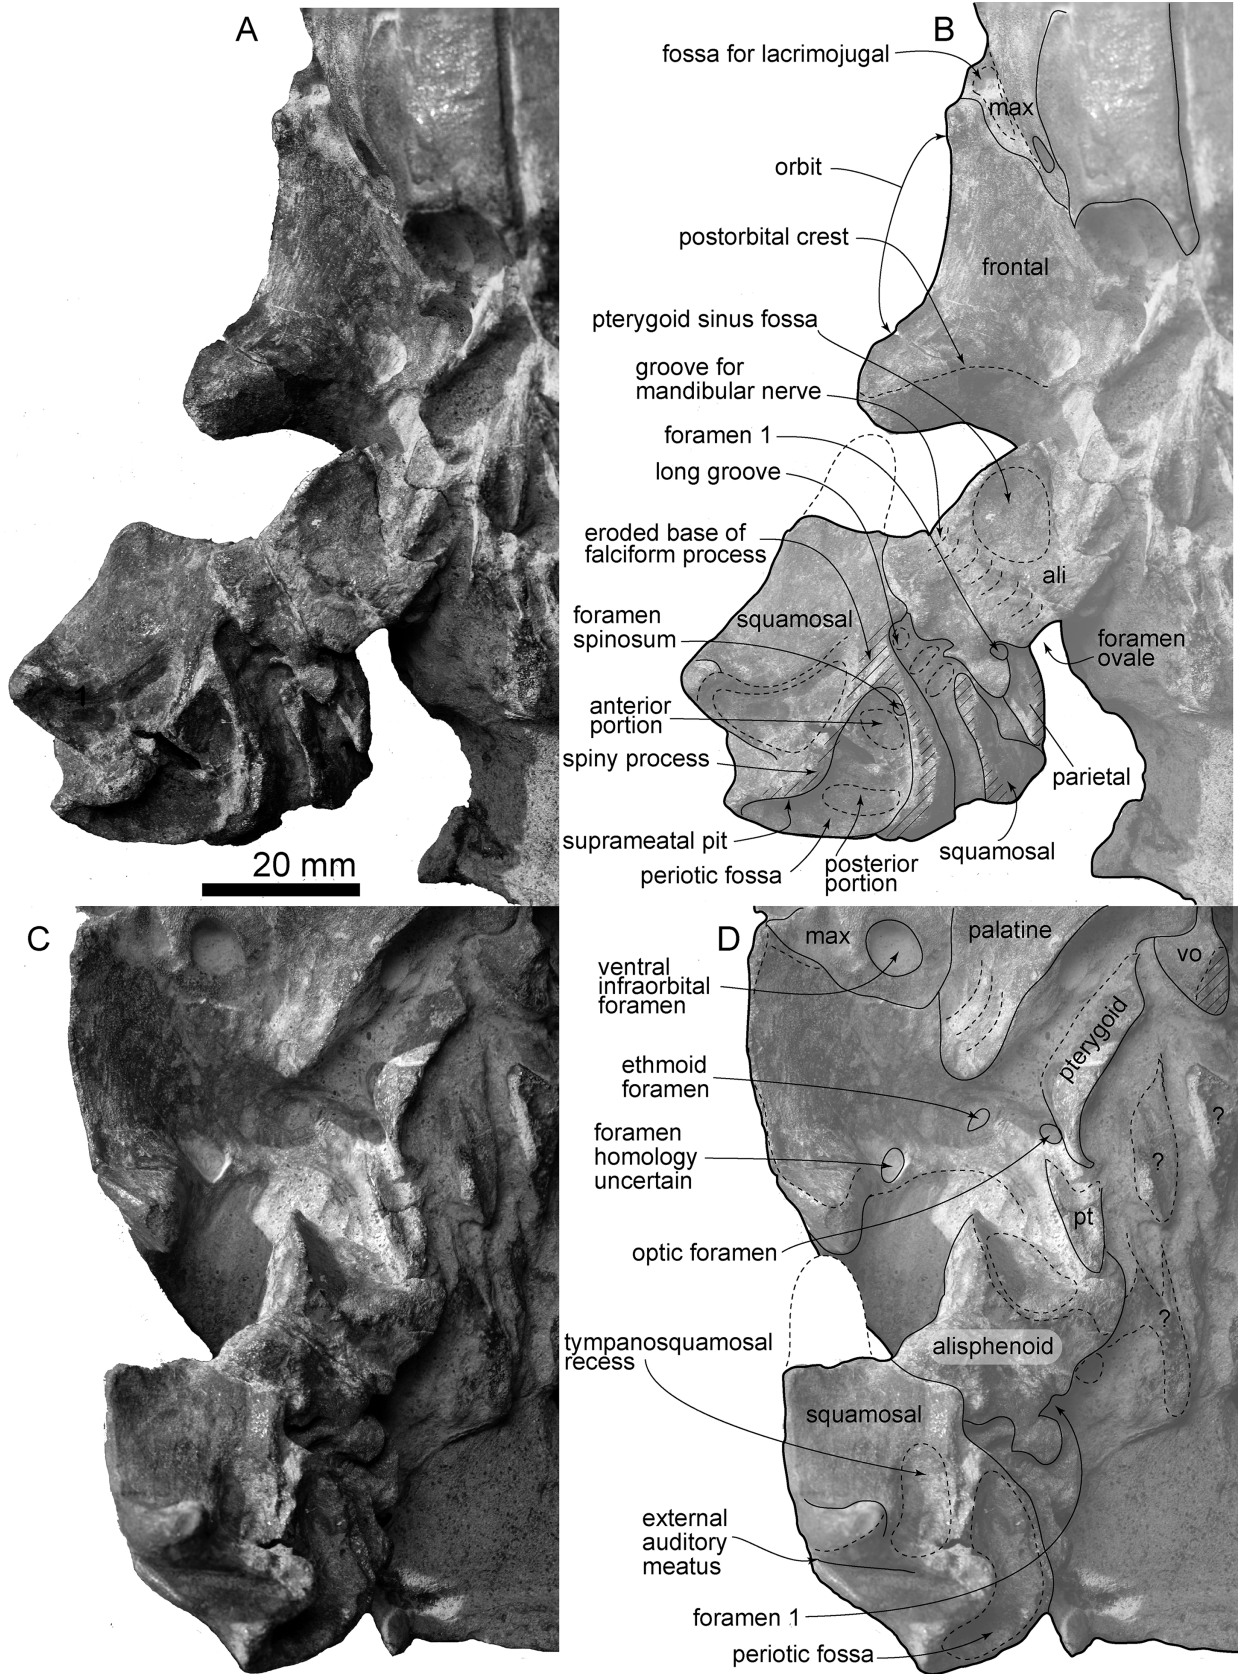 A
B
fossa for lacrimojugal
max
orbit
postorbital crest
frontal
pterygoid sinus fossa
groove for
mandibular nerve
foramen 1
long groove
eroded base of
falciform process
ali
foramen
spinosum
squamosal
foramen
ovale
anterior
portion
spiny process
parietal
suprameatal pit
squamosal
periotic fossa
posterior
portion
1
20 mm
C
D
max
palatine
vo
ventral
infraorbital
foramen
pterygoid
ethmoid
foramen
?
foramen
homology
uncertain
?
pt
optic foramen
?
tympanosquamosal
recess
alisphenoid
squamosal
external
auditory
meatus
foramen 1
periotic fossa